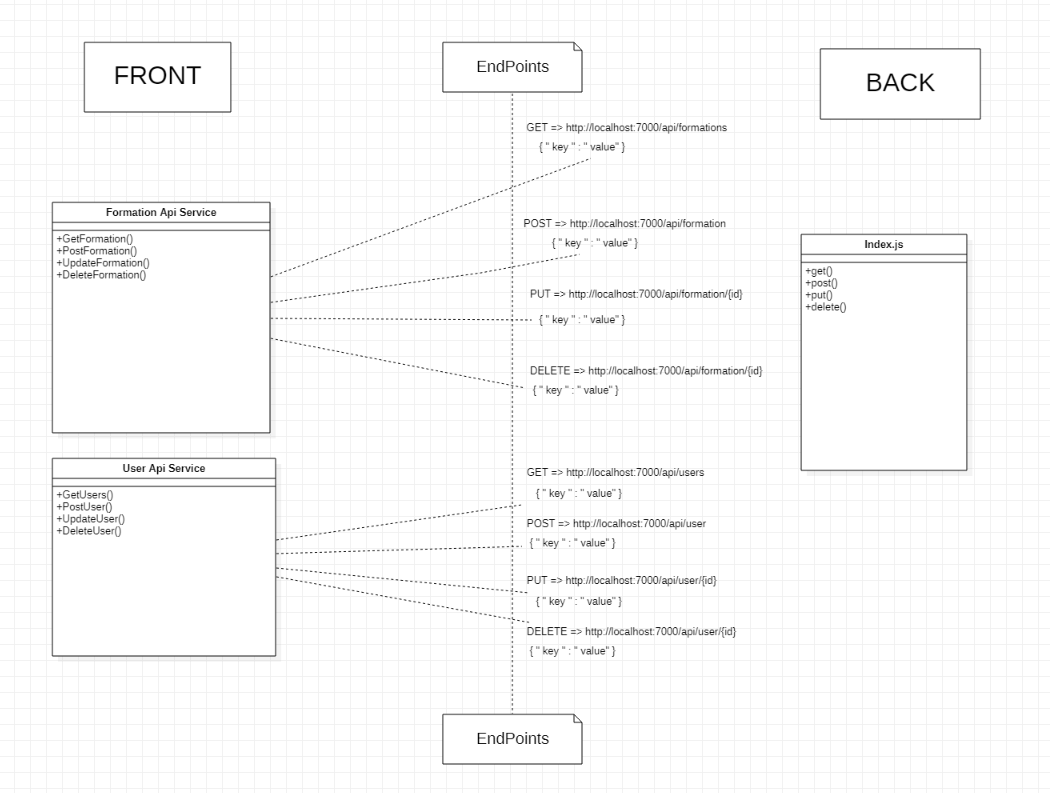 FRONT
EndPoints
BACK
GET => http://localhost:7000/api/formations
{ " key " : " value" }
Formation Api Service
+GetFormation()
+PostFormation()
+UpdateFormation()
+DeleteFormation()
POST => http://localhost:7000/api/formation
{ " key " : " value" }
PUT => http://localhost:7000/api/formation/{id}
{ " key " : " value" }
DELETE => http://localhost:7000/api/formation/{id}
{ " key " : " value" }
Index.js
+get()
+post()
+put()
+delete()
User Api Service
+GetUsers()
+PostUser()
+UpdateUser()
+DeleteUser()
GET => http://localhost:7000/api/users
{ " key " : " value" }
POST => http://localhost:7000/api/user
{ " key " : " value" }
PUT => http://localhost:7000/api/user/{id}
{ " key " : " value" }
DELETE => http://localhost:7000/api/user/{id}
{ " key " : " value" }
EndPoints